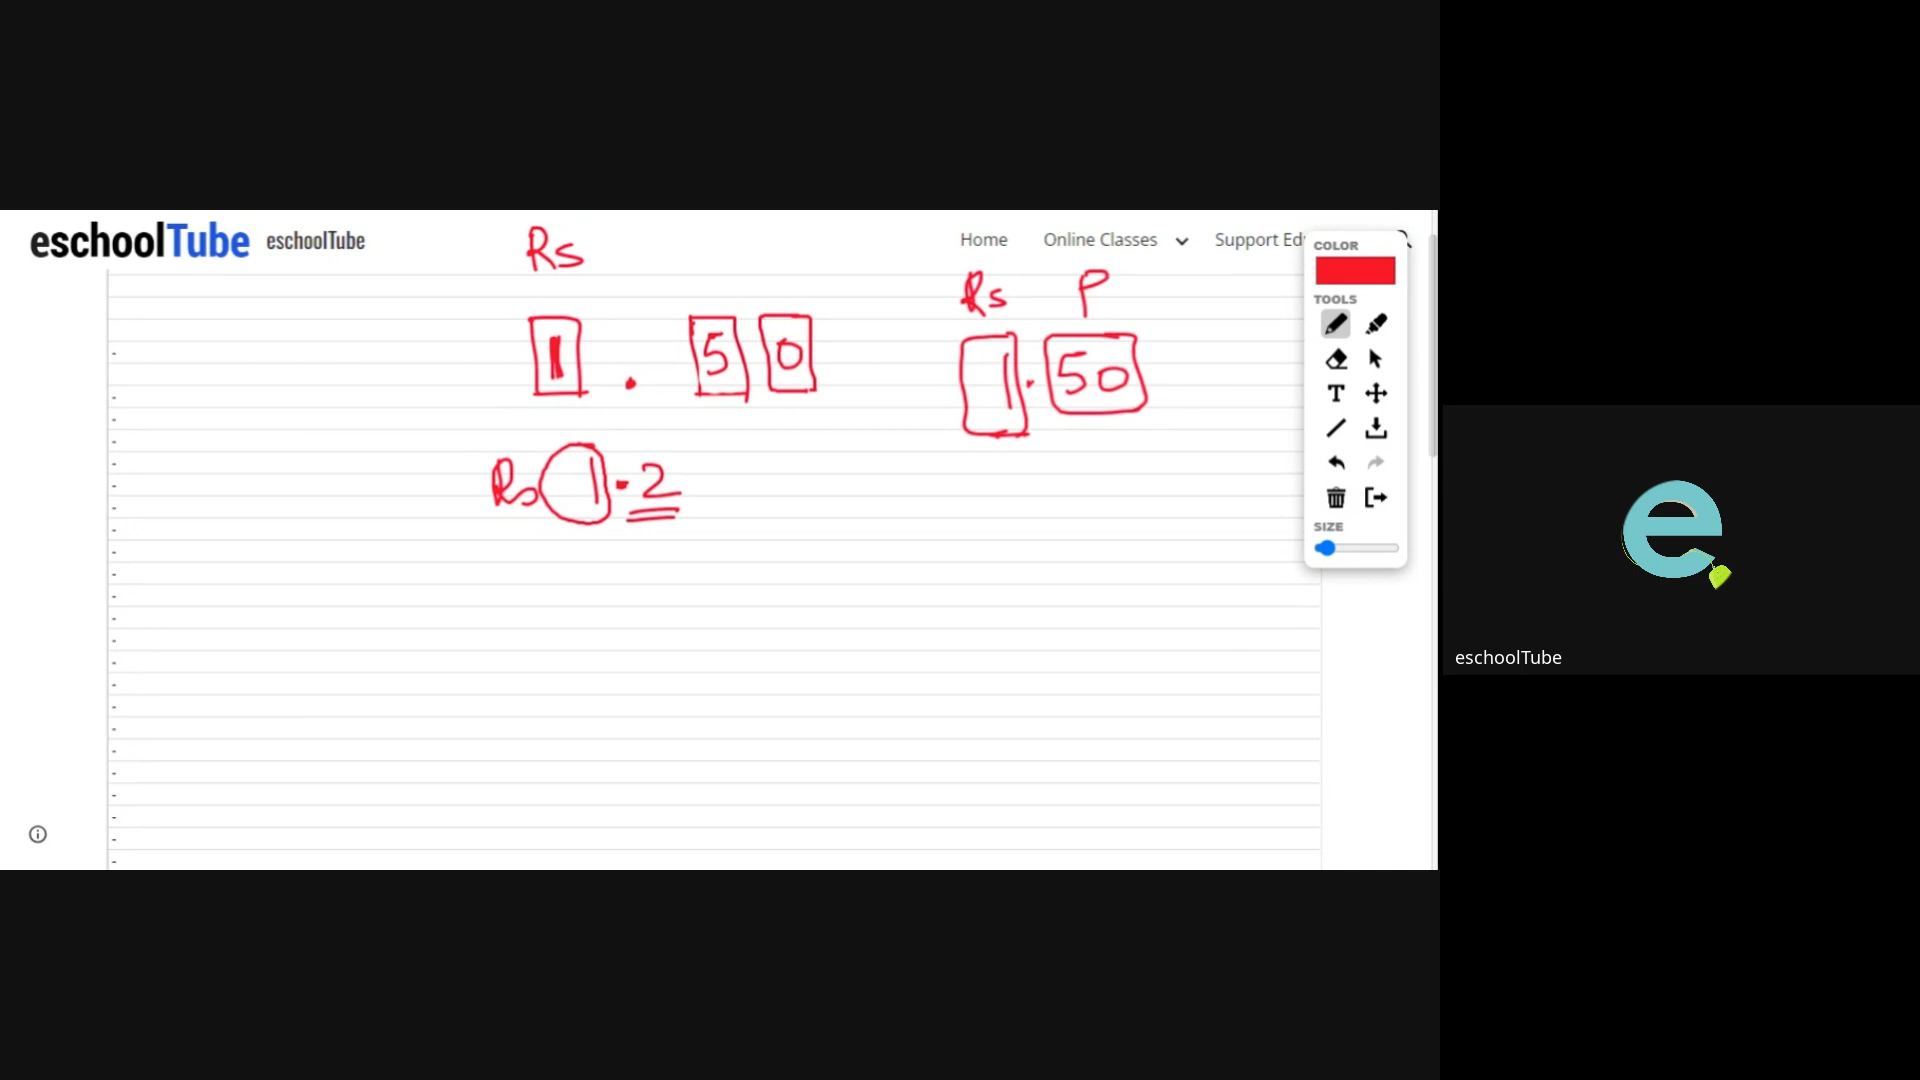 eschoolTube eschoolTube Home Online Classes Support Ed
Rs
Rs P
1 . 5 0
1 . 50
Rs 1.2
COLOR
TOOLS
T
SIZE
e
eschoolTube